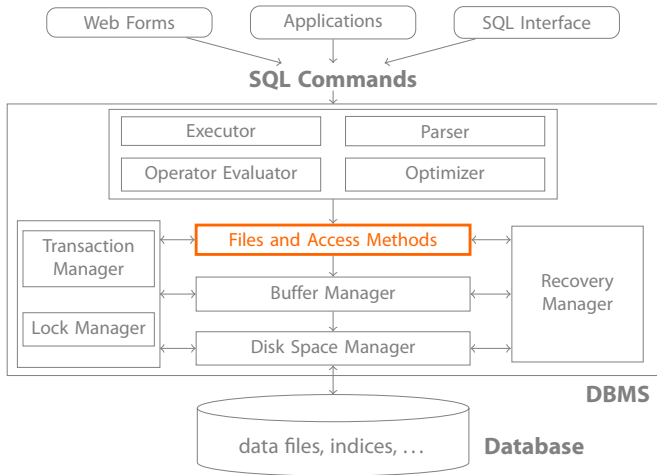 Web Forms
Applications
SQL Interface
SQL Commands
Executor
Parser
Operator Evaluator
Optimizer
Transaction
Manager
Lock Manager
Files and Access Methods
Buffer Manager
Disk Space Manager
Recovery
Manager
DBMS
data files, indices, ...
Database